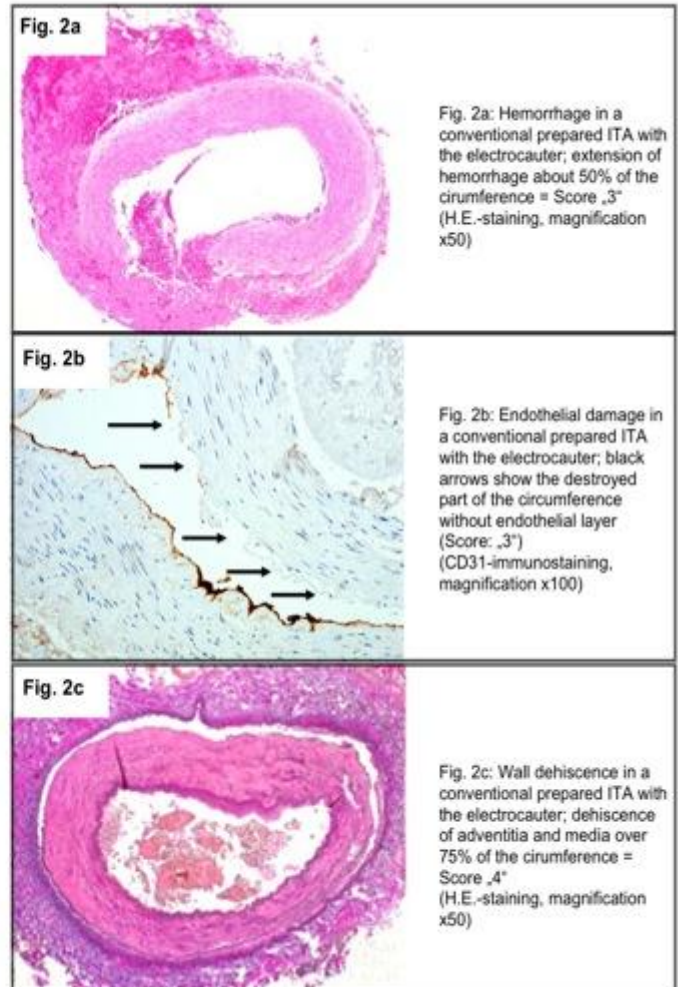 Fig. 2a
Fig. 2a: Hemorrhage in a
conventional prepared ITA with
the electrocauter; extension of
hemorrhage about 50% of the
cirumference = Score „3“
(H.E.-staining, magnification
x50)
Fig. 2b
Fig. 2b: Endothelial damage in
a conventional prepared ITA
with the electrocauter; black
arrows show the destroyed
part of the circumference
without endothelial layer
(Score: „3“)
(CD31-immunostaining,
magnification x100)
Fig. 2c
Fig. 2c: Wall dehiscence in a
conventional prepared ITA with
the electrocauter; dehiscence
of adventitia and media over
75% of the cirumference =
Score „4“
(H.E.-staining, magnification
x50)